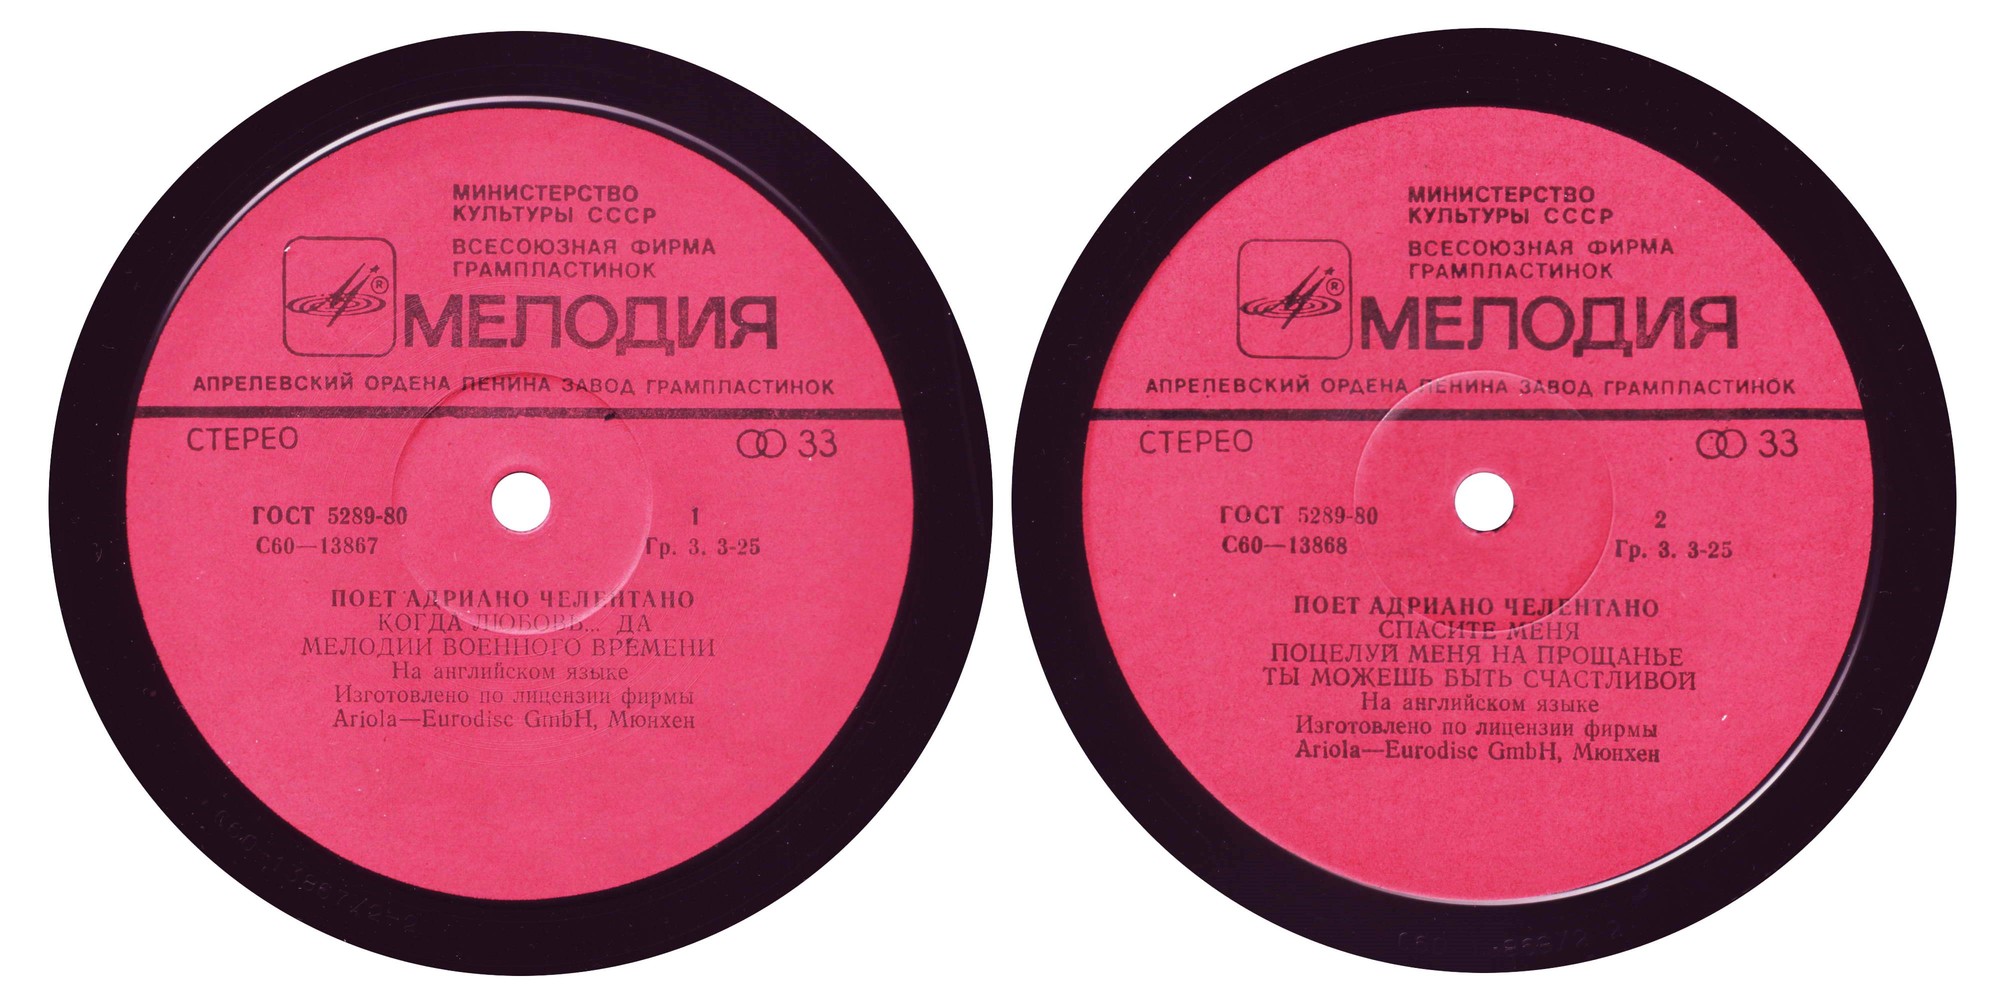 МИНИСТЕРСТВО
КУЛЬТУРЫ СССР
ВСЕСОЮЗНАЯ ФИРМА
ГРАМПЛАСТИНОК
®
МЕЛОДИЯ
АПРЕЛЕВСКИЙ ОРДЕНА ЛЕНИНА ЗАВОД ГРАМПЛАСТИНОК
СТЕРЕО 33
ГОСТ 5289-80 1
С60—13867 Гр. 3. 3-25
ПОЕТ АДРИАНО ЧЕЛЕНТАНО
КОГДА ЛЮБОВЬ... ДА
МЕЛОДИИ ВОЕННОГО ВРЕМЕНИ
На английском языке
Изготовлено по лицензии фирмы
Ariola—Eurodisc GmbH, Мюнхен
МИНИСТЕРСТВО
КУЛЬТУРЫ СССР
ВСЕСОЮЗНАЯ ФИРМА
ГРАМПЛАСТИНОК
®
МЕЛОДИЯ
АПРЕЛЕВСКИЙ ОРДЕНА ЛЕНИНА ЗАВОД ГРАМПЛАСТИНОК
СТЕРЕО 33
ГОСТ 5289-80 2
С60—13868 Гр. 3. 3-25
ПОЕТ АДРИАНО ЧЕЛЕНТАНО
СПАСИТЕ МЕНЯ
ПОЦЕЛУЙ МЕНЯ НА ПРОЩАНЬЕ
ТЫ МОЖЕШЬ БЫТЬ СЧАСТЛИВОЙ
На английском языке
Изготовлено по лицензии фирмы
Ariola—Eurodisc GmbH, Мюнхен